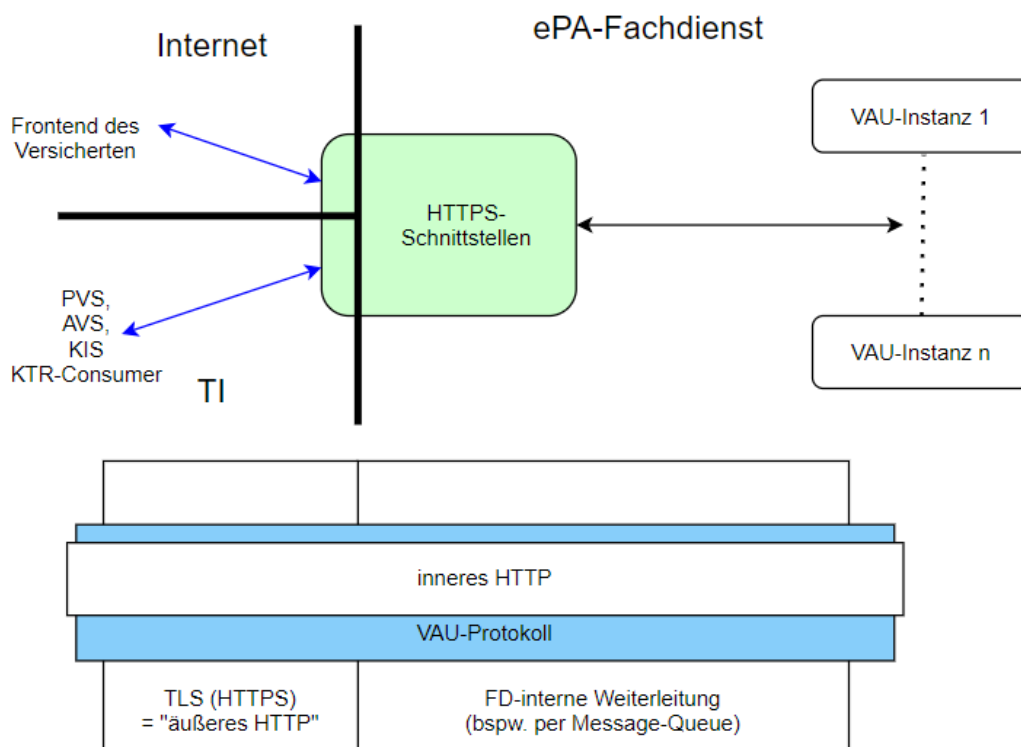 Internet
ePA-Fachdienst
Frontend des
Versicherten
VAU-Instanz 1
HTTPS-
Schnittstellen
PVS,
AVS,
KIS
KTR-Consumer
TI
VAU-Instanz n
inneres HTTP
VAU-Protokoll
TLS (HTTPS)
= "äußeres HTTP"
FD-interne Weiterleitung
(bspw. per Message-Queue)